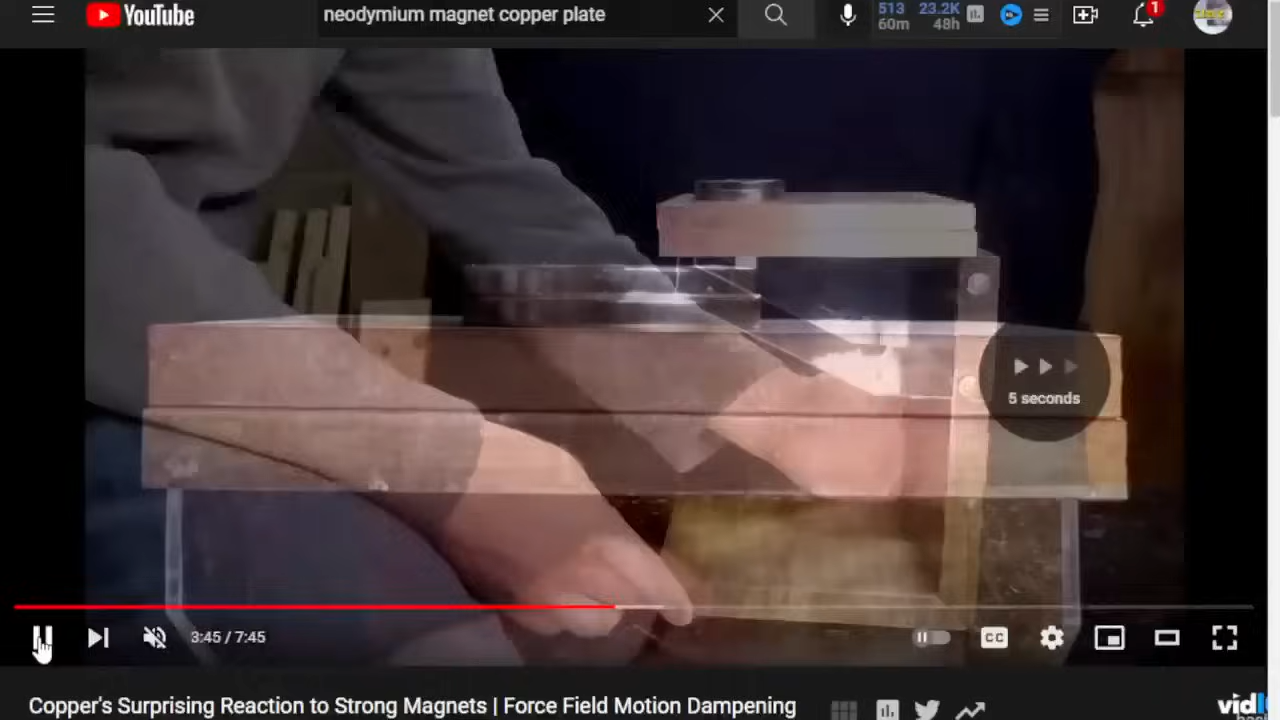 YouTube
neodymium magnet copper plate
513 23.2K
60m 48h
1
5 seconds
3:45 / 7:45
CC
Copper's Surprising Reaction to Strong Magnets | Force Field Motion Dampening